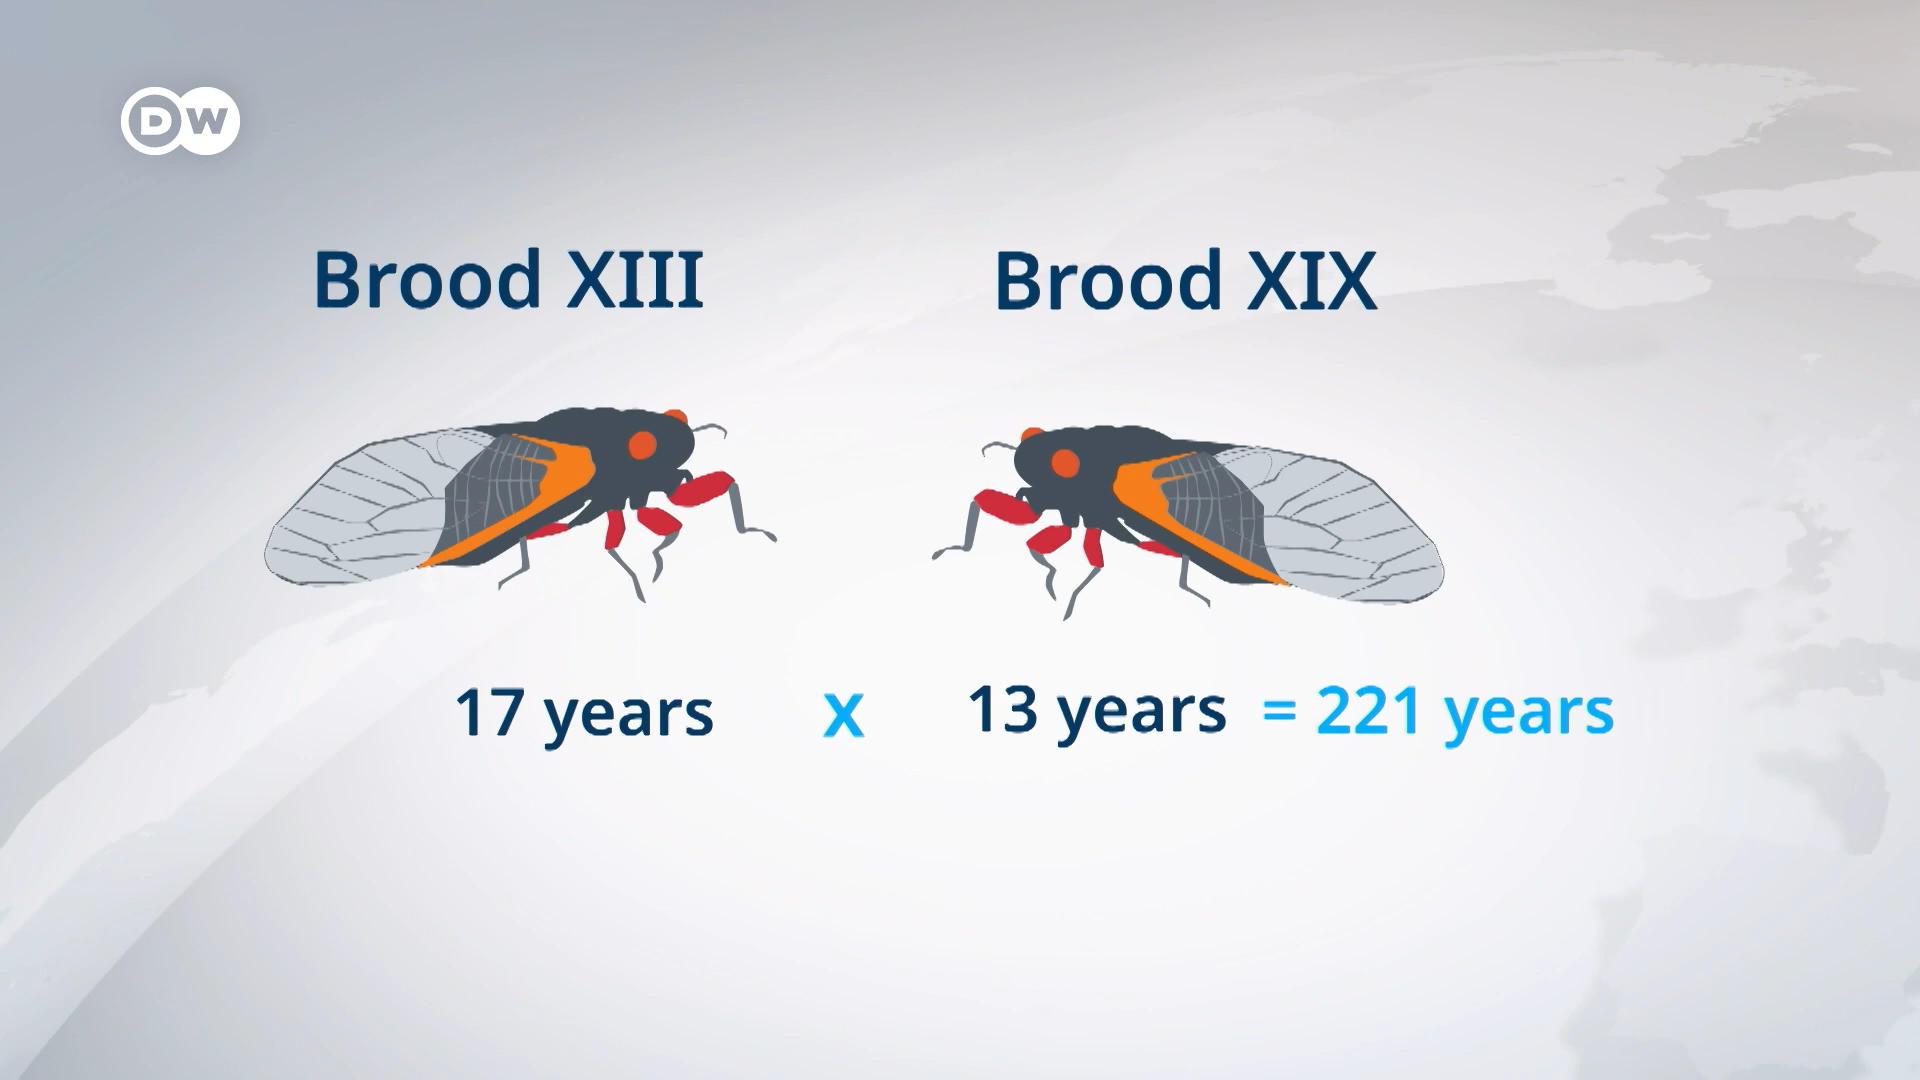 DW
Brood XIII
Brood XIX
17 years x 13 years = 221 years